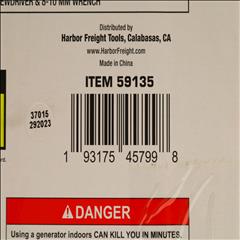 EWDRIVER & 8-10 MM WRENCH
Distributed by
Harbor Freight Tools, Calabasas, CA
www.HarborFreight.com
Made in China
ITEM 59135
37015
292023
1 93175 45799 8
rd.
DANGER
Using a generator indoors CAN KILL YOU IN MINUTES.